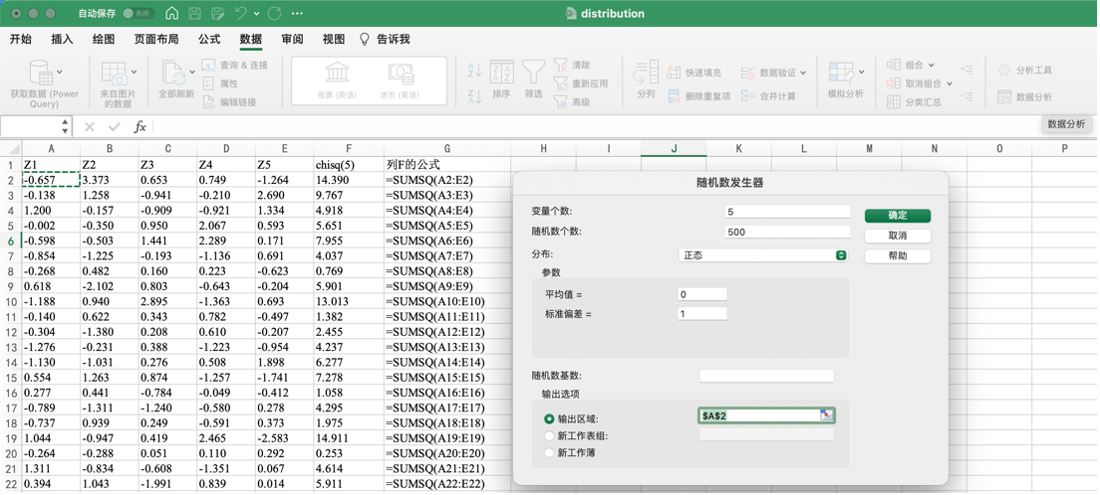 自动保存 关闭 distribution
开始 插入 绘图 页面布局 公式 数据 审阅 视图 告诉我
获取数据 (Power Query) 来自图片的数据 全部刷新 查询 & 连接 属性 编辑链接 股票 (英语) 货币 (英语) 排序 筛选 清除 重新应用 高级 分列 快速填充 删除重复项 数据验证 合并计算 模拟分析 组合 取消组合 分类汇总 分析工具 数据分析
fx 数据分析
A B C D E F G H I J K L M N O P
1 Z1 Z2 Z3 Z4 Z5 chisq(5) 列F的公式
2 -0.657 3.373 0.653 0.749 -1.264 14.390 =SUMSQ(A2:E2)
3 -0.138 1.258 -0.941 -0.210 2.690 9.767 =SUMSQ(A3:E3)
4 1.200 -0.157 -0.909 -0.921 1.334 4.918 =SUMSQ(A4:E4)
5 -0.002 -0.350 0.950 2.067 0.593 5.651 =SUMSQ(A5:E5)
6 -0.598 -0.503 1.441 2.289 0.171 7.955 =SUMSQ(A6:E6)
7 -0.854 -1.225 -0.193 -1.136 0.691 4.037 =SUMSQ(A7:E7)
8 -0.268 0.482 0.160 0.223 -0.623 0.769 =SUMSQ(A8:E8)
9 0.618 -2.102 0.803 -0.643 -0.204 5.901 =SUMSQ(A9:E9)
10 -1.188 0.940 2.895 -1.363 0.693 13.013 =SUMSQ(A10:E10)
11 -0.140 0.622 0.343 0.782 -0.497 1.382 =SUMSQ(A11:E11)
12 -0.304 -1.380 0.208 0.610 -0.207 2.455 =SUMSQ(A12:E12)
13 -1.276 -0.231 0.388 -1.223 -0.954 4.237 =SUMSQ(A13:E13)
14 -1.130 -1.031 0.276 0.508 1.898 6.277 =SUMSQ(A14:E14)
15 0.554 1.263 0.874 -1.257 -1.741 7.278 =SUMSQ(A15:E15)
16 0.277 0.441 -0.784 -0.049 -0.412 1.058 =SUMSQ(A16:E16)
17 -0.789 -1.311 -1.240 -0.580 0.278 4.295 =SUMSQ(A17:E17)
18 -0.737 0.939 0.249 -0.591 0.373 1.975 =SUMSQ(A18:E18)
19 1.044 -0.947 0.419 2.465 -2.583 14.911 =SUMSQ(A19:E19)
20 -0.264 -0.288 0.051 0.110 0.292 0.253 =SUMSQ(A20:E20)
21 1.311 -0.834 -0.608 -1.351 0.067 4.614 =SUMSQ(A21:E21)
22 0.394 1.043 -1.991 0.839 0.014 5.911 =SUMSQ(A22:E22)
随机数发生器
变量个数: 5 确定
随机数个数: 500 取消
分布: 正态 帮助
参数
平均值 = 0
标准偏差 = 1
随机数基数:
输出选项
输出区域: $A$2
新工作表组:
新工作薄